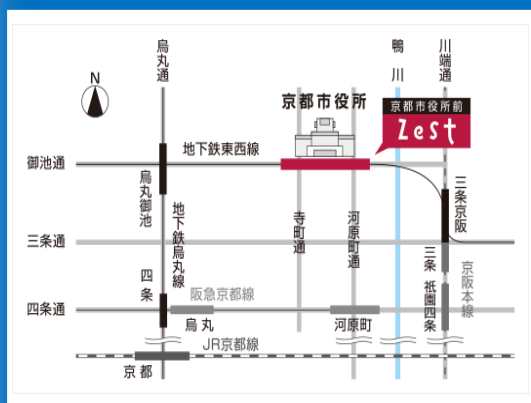 烏丸通
鴨川
川端通
N
京都市役所
京都市役所前
Zest
御池通
地下鉄東西線
烏丸御池
地下鉄烏丸線
寺町通
河原町通
三条京阪
三条通
三条
祇園四条
京阪本線
四条
阪急京都線
四条通
烏丸
河原町
JR京都線
京都